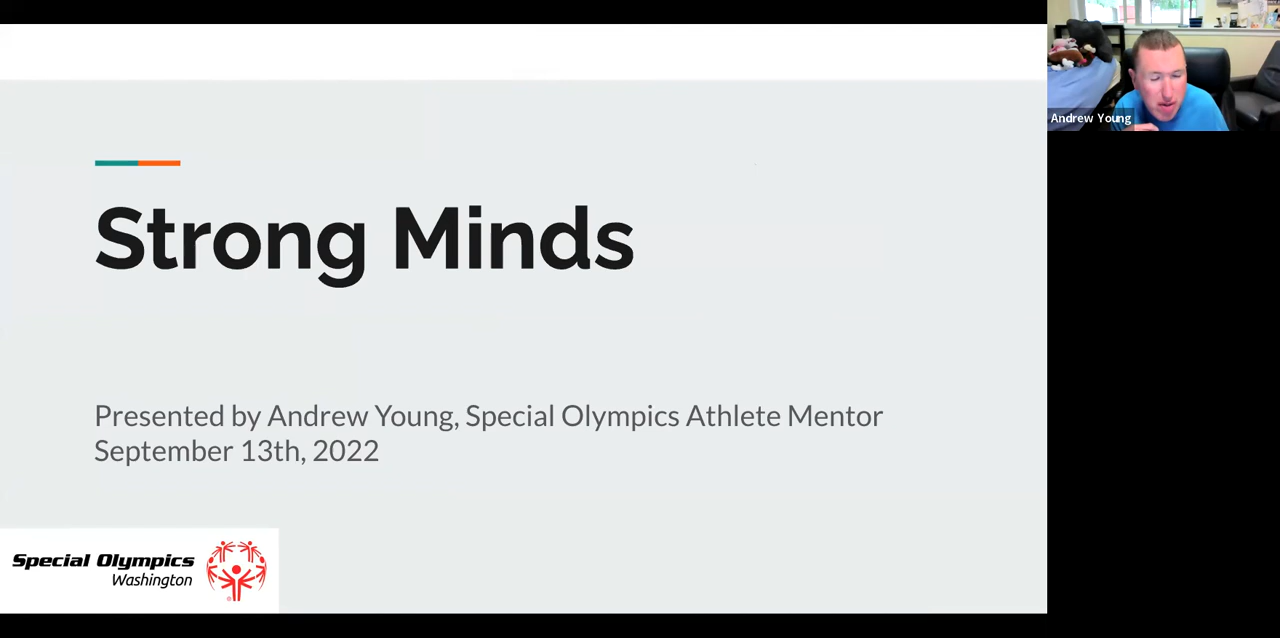 Strong Minds
Presented by Andrew Young, Special Olympics Athlete Mentor
September 13th, 2022
Special Olympics
Washington
Andrew Young